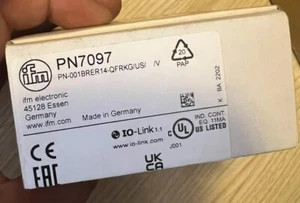 ifm
PN7097
PN-001BRER14-QFRKG/US/ /V
20
PAP
ifm electronic
45128 Essen
Germany
www.ifm.com
Made in Germany
K BA 2202
IO-Link 1.1
www.io-link.com
CE
EAC
UK
CA
c UL US
LISTED
IND. CONT.
EQ. 11MA
J001